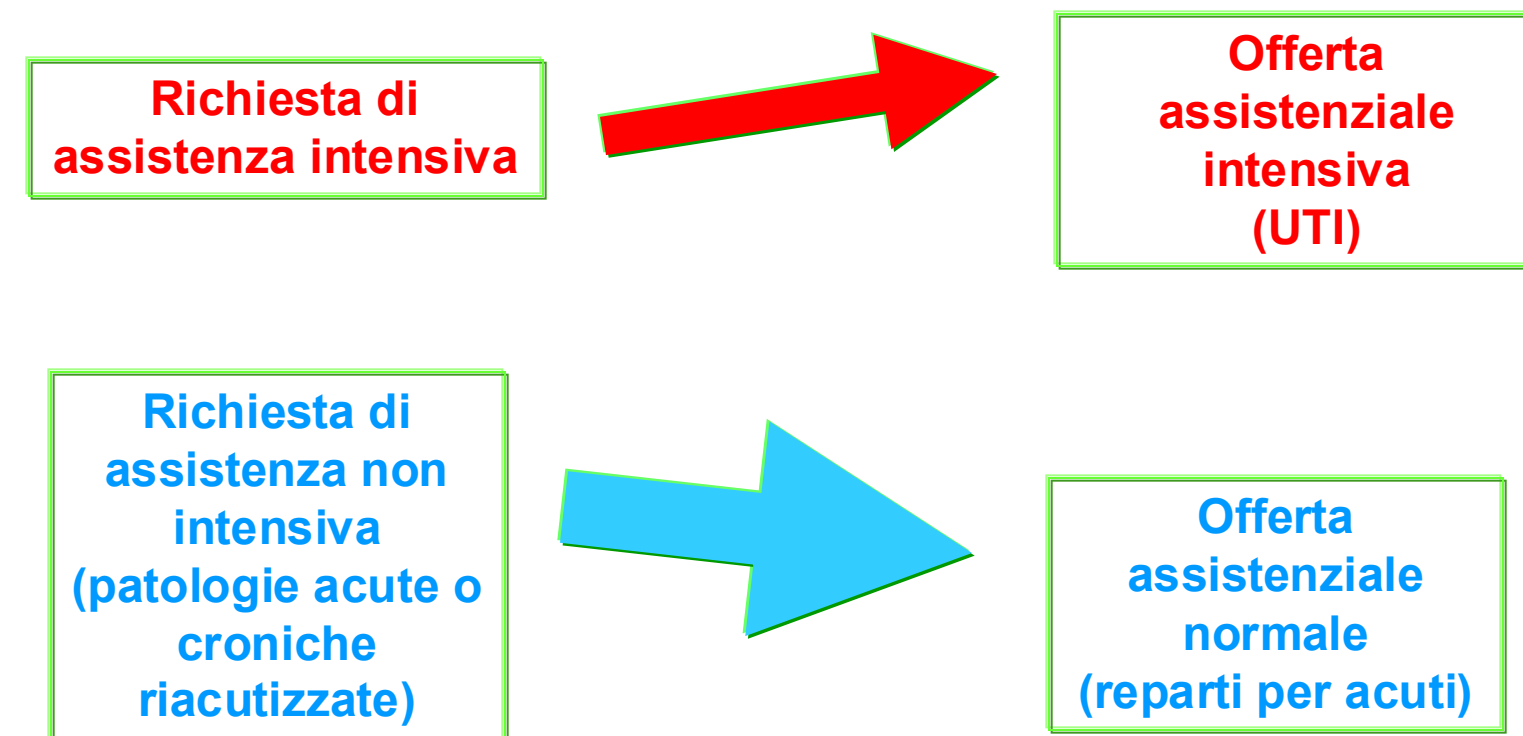 Richiesta di
assistenza intensiva
Offerta
assistenziale
intensiva
(UTI)
Richiesta di
assistenza non
intensiva
(patologie acute o
croniche
riacutizzate)
Offerta
assistenziale
normale
(reparti per acuti)